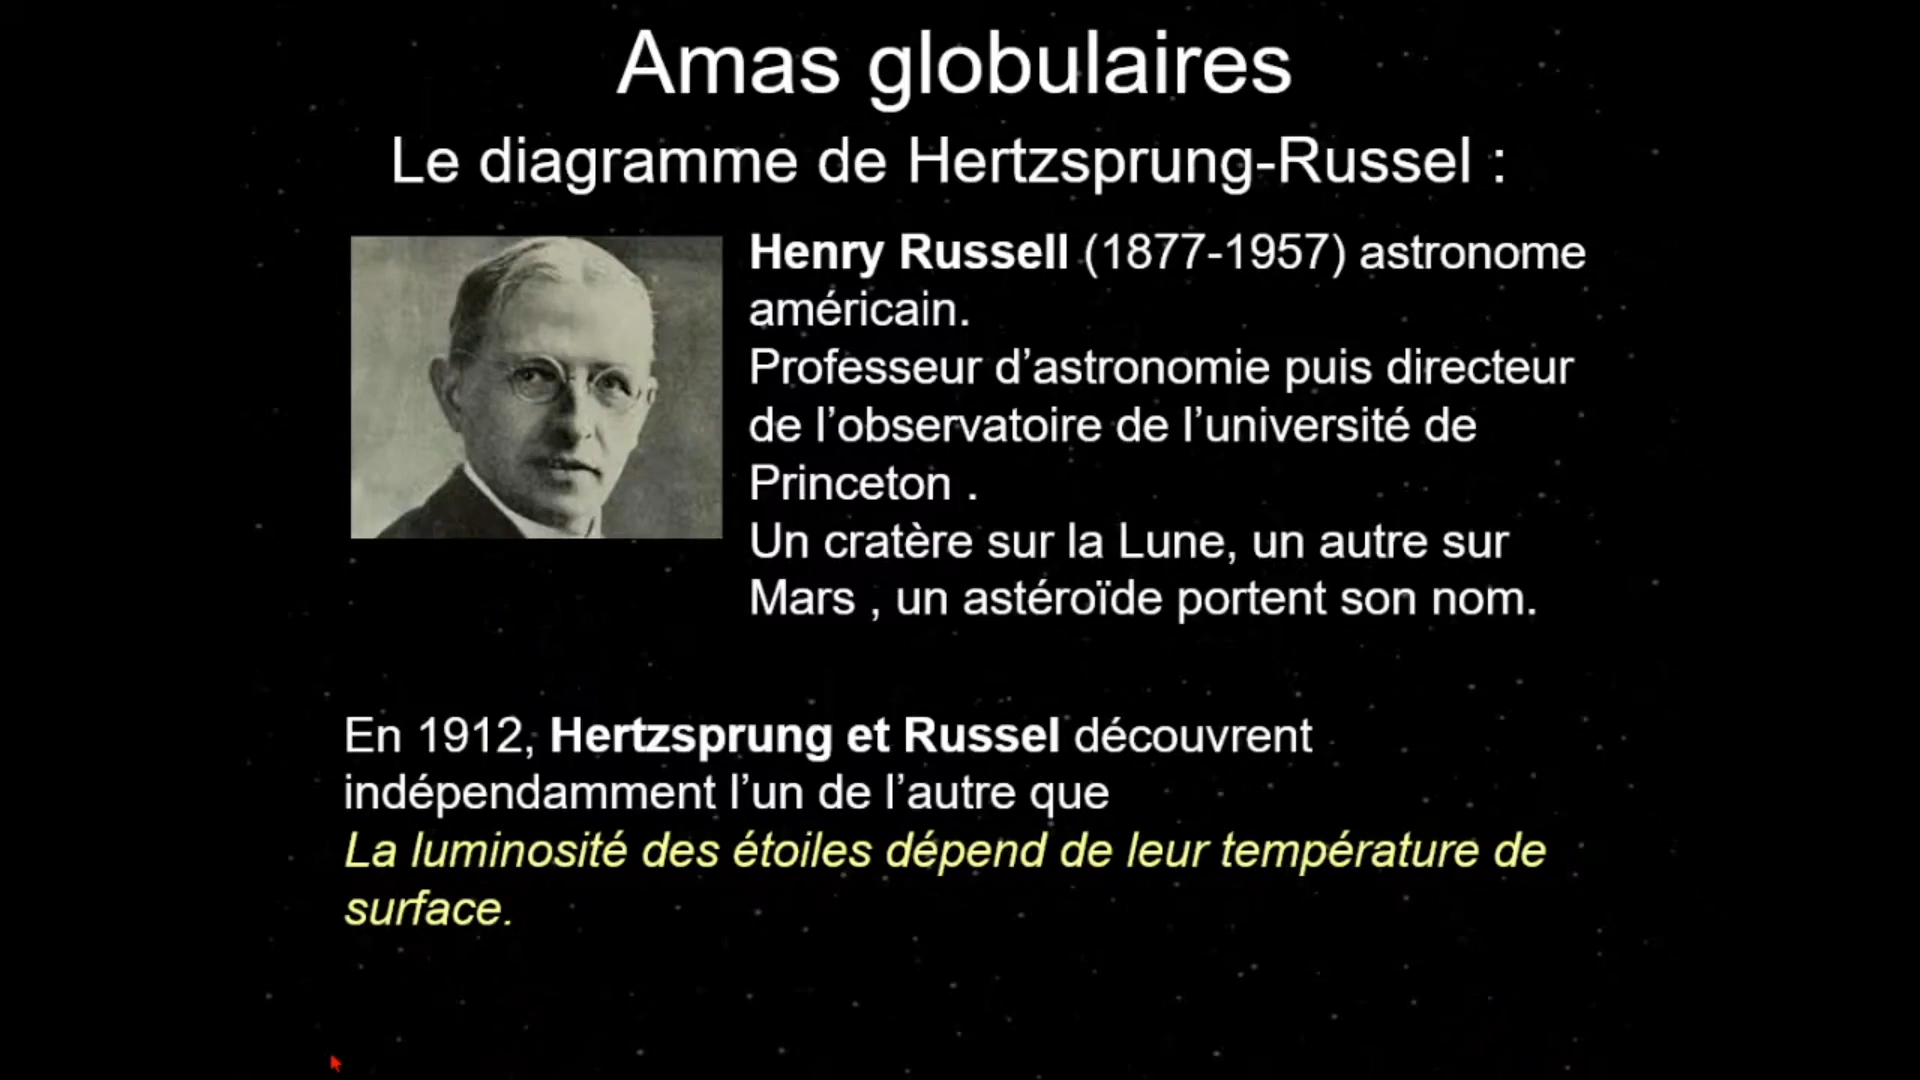 Amas globulaires
Le diagramme de Hertzsprung-Russel :
Henry Russell (1877-1957) astronome
américain.
Professeur d’astronomie puis directeur
de l’observatoire de l’université de
Princeton .
Un cratère sur la Lune, un autre sur
Mars , un astéroïde portent son nom.
En 1912, Hertzsprung et Russel découvrent
indépendamment l’un de l’autre que
La luminosité des étoiles dépend de leur température de
surface.